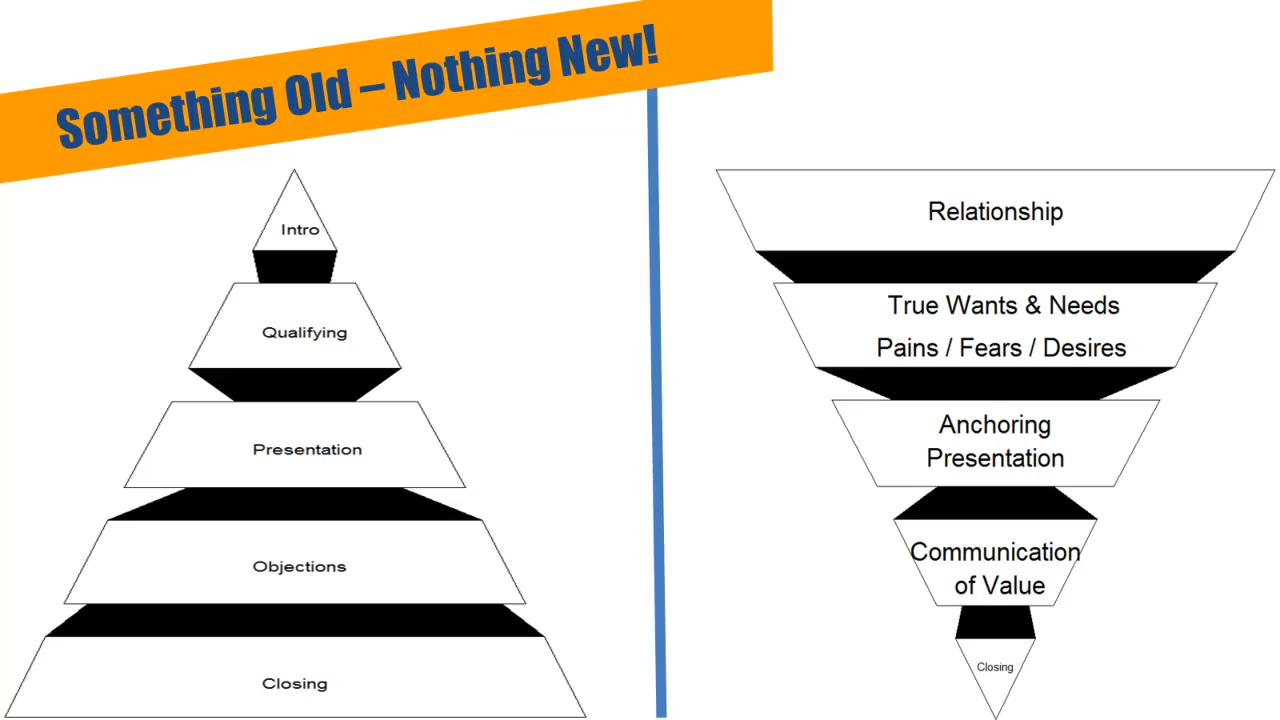 Something Old – Nothing New!
Intro
Qualifying
Presentation
Objections
Closing
Relationship
True Wants & Needs
Pains / Fears / Desires
Anchoring
Presentation
Communication
of Value
Closing